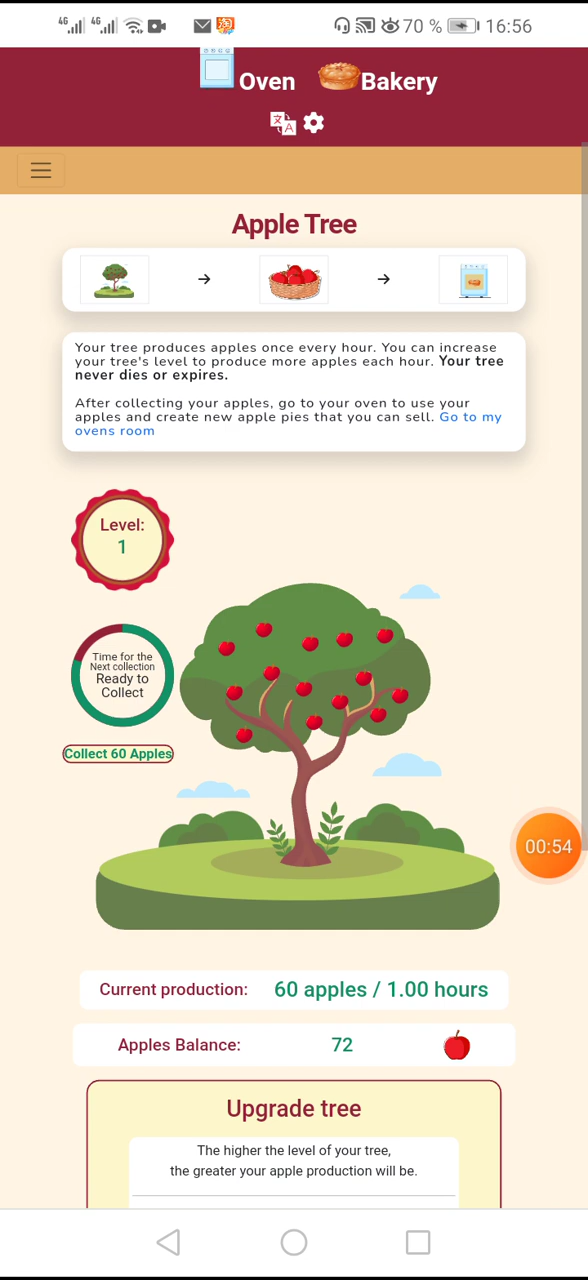 4G 4G 70 % 16:56
淘
Oven Bakery
Apple Tree
Your tree produces apples once every hour. You can increase
your tree's level to produce more apples each hour. Your tree
never dies or expires.
After collecting your apples, go to your oven to use your
apples and create new apple pies that you can sell. Go to my
ovens room
Level:
1
Time for the
Next collection
Ready to
Collect
Collect 60 Apples
00:54
Current production: 60 apples / 1.00 hours
Apples Balance: 72
Upgrade tree
The higher the level of your tree,
the greater your apple production will be.